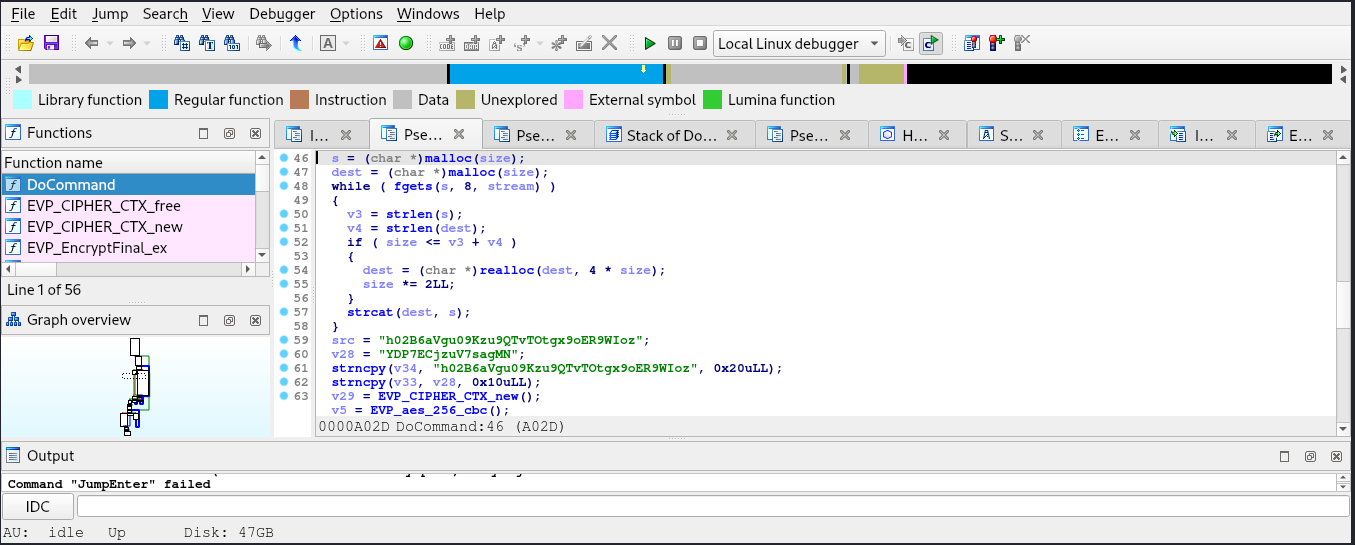 File Edit Jump Search View Debugger Options Windows Help
Local Linux debugger
Library function Regular function Instruction Data Unexplored External symbol Lumina function
Functions
I... Pse... Pse... Stack of Do... Pse... H... S... E... I... E...
Function name
DoCommand
EVP_CIPHER_CTX_free
EVP_CIPHER_CTX_new
EVP_EncryptFinal_ex
Line 1 of 56
Graph overview
46 s = (char *)malloc(size);
47 dest = (char *)malloc(size);
48 while ( fgets(s, 8, stream) )
49 {
50 v3 = strlen(s);
51 v4 = strlen(dest);
52 if ( size <= v3 + v4 )
53 {
54 dest = (char *)realloc(dest, 4 * size);
55 size *= 2LL;
56 }
57 strcat(dest, s);
58 }
59 src = "h02B6aVgu09Kzu9QTvTOtgx9oER9WIoz";
60 v28 = "YDP7ECjzuV7sagMN";
61 strncpy(v34, "h02B6aVgu09Kzu9QTvTOtgx9oER9WIoz", 0x20uLL);
62 strncpy(v33, v28, 0x10uLL);
63 v29 = EVP_CIPHER_CTX_new();
v5 = EVP_aes_256_cbc();
0000A02D DoCommand:46 (A02D)
Output
Command "JumpEnter" failed
IDC
AU: idle Up Disk: 47GB